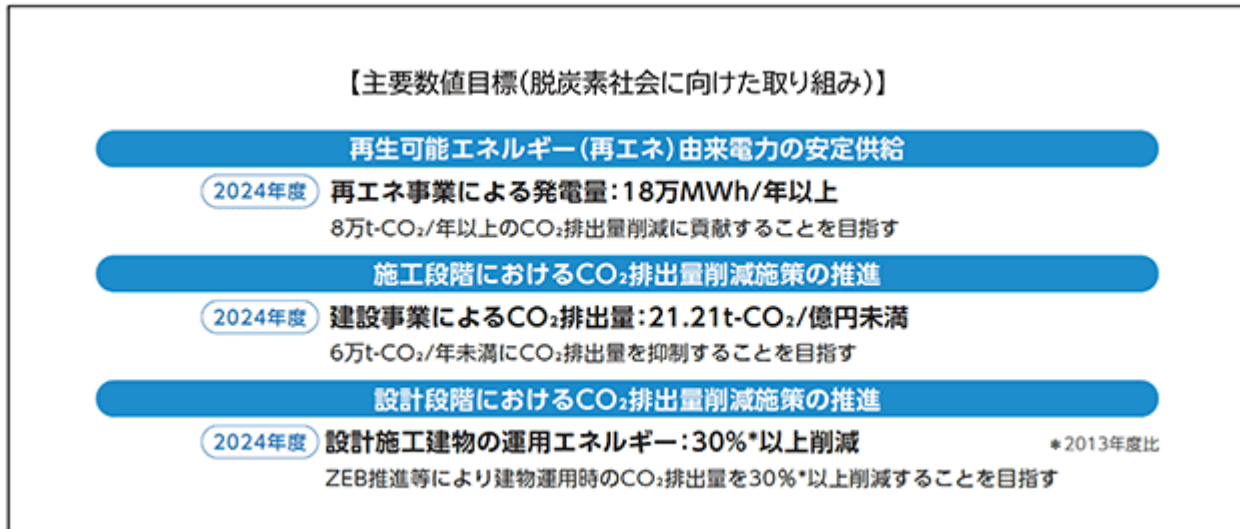 【主要数値目標(脱炭素社会に向けた取り組み)】
再生可能エネルギー(再エネ)由来電力の安定供給
2024年度 再エネ事業による発電量:18万MWh/年以上
8万t-CO₂/年以上のCO₂排出量削減に貢献することを目指す
施工段階におけるCO₂排出量削減施策の推進
2024年度 建設事業によるCO₂排出量:21.21t-CO₂/億円未満
6万t-CO₂/年未満にCO₂排出量を抑制することを目指す
設計段階におけるCO₂排出量削減施策の推進
2024年度 設計施工建物の運用エネルギー:30%*以上削減 *2013年度比
ZEB推進等により建物運用時のCO₂排出量を30%*以上削減することを目指す